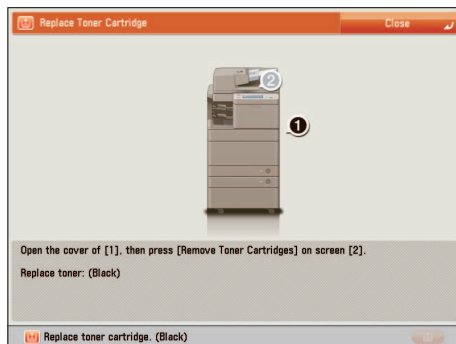 Replace Toner Cartridge
Close
2
1
Open the cover of [1], then press [Remove Toner Cartridges] on screen [2].
Replace toner: (Black)
Replace toner cartridge. (Black)